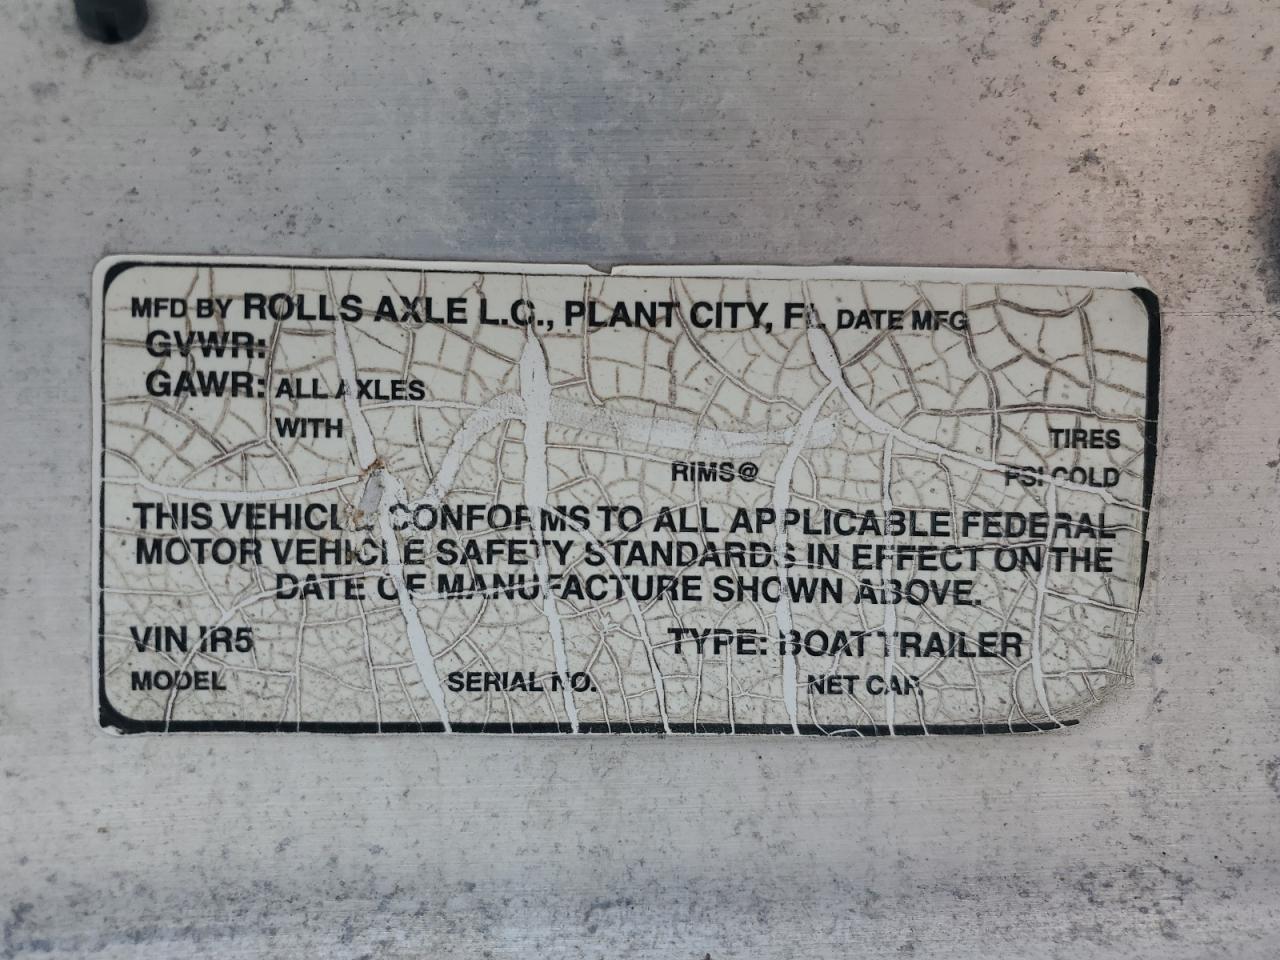 MFD BY ROLLS AXLE L.C., PLANT CITY, FL DATE MFG
GVWR:
GAWR: ALL AXLES
WITH TIRES
RIMS@ PSI COLD
THIS VEHICLE CONFORMS TO ALL APPLICABLE FEDERAL
MOTOR VEHICLE SAFETY STANDARDS IN EFFECT ON THE
DATE OF MANUFACTURE SHOWN ABOVE.
VIN IR5 TYPE: BOAT TRAILER
MODEL SERIAL NO. NET CAP.